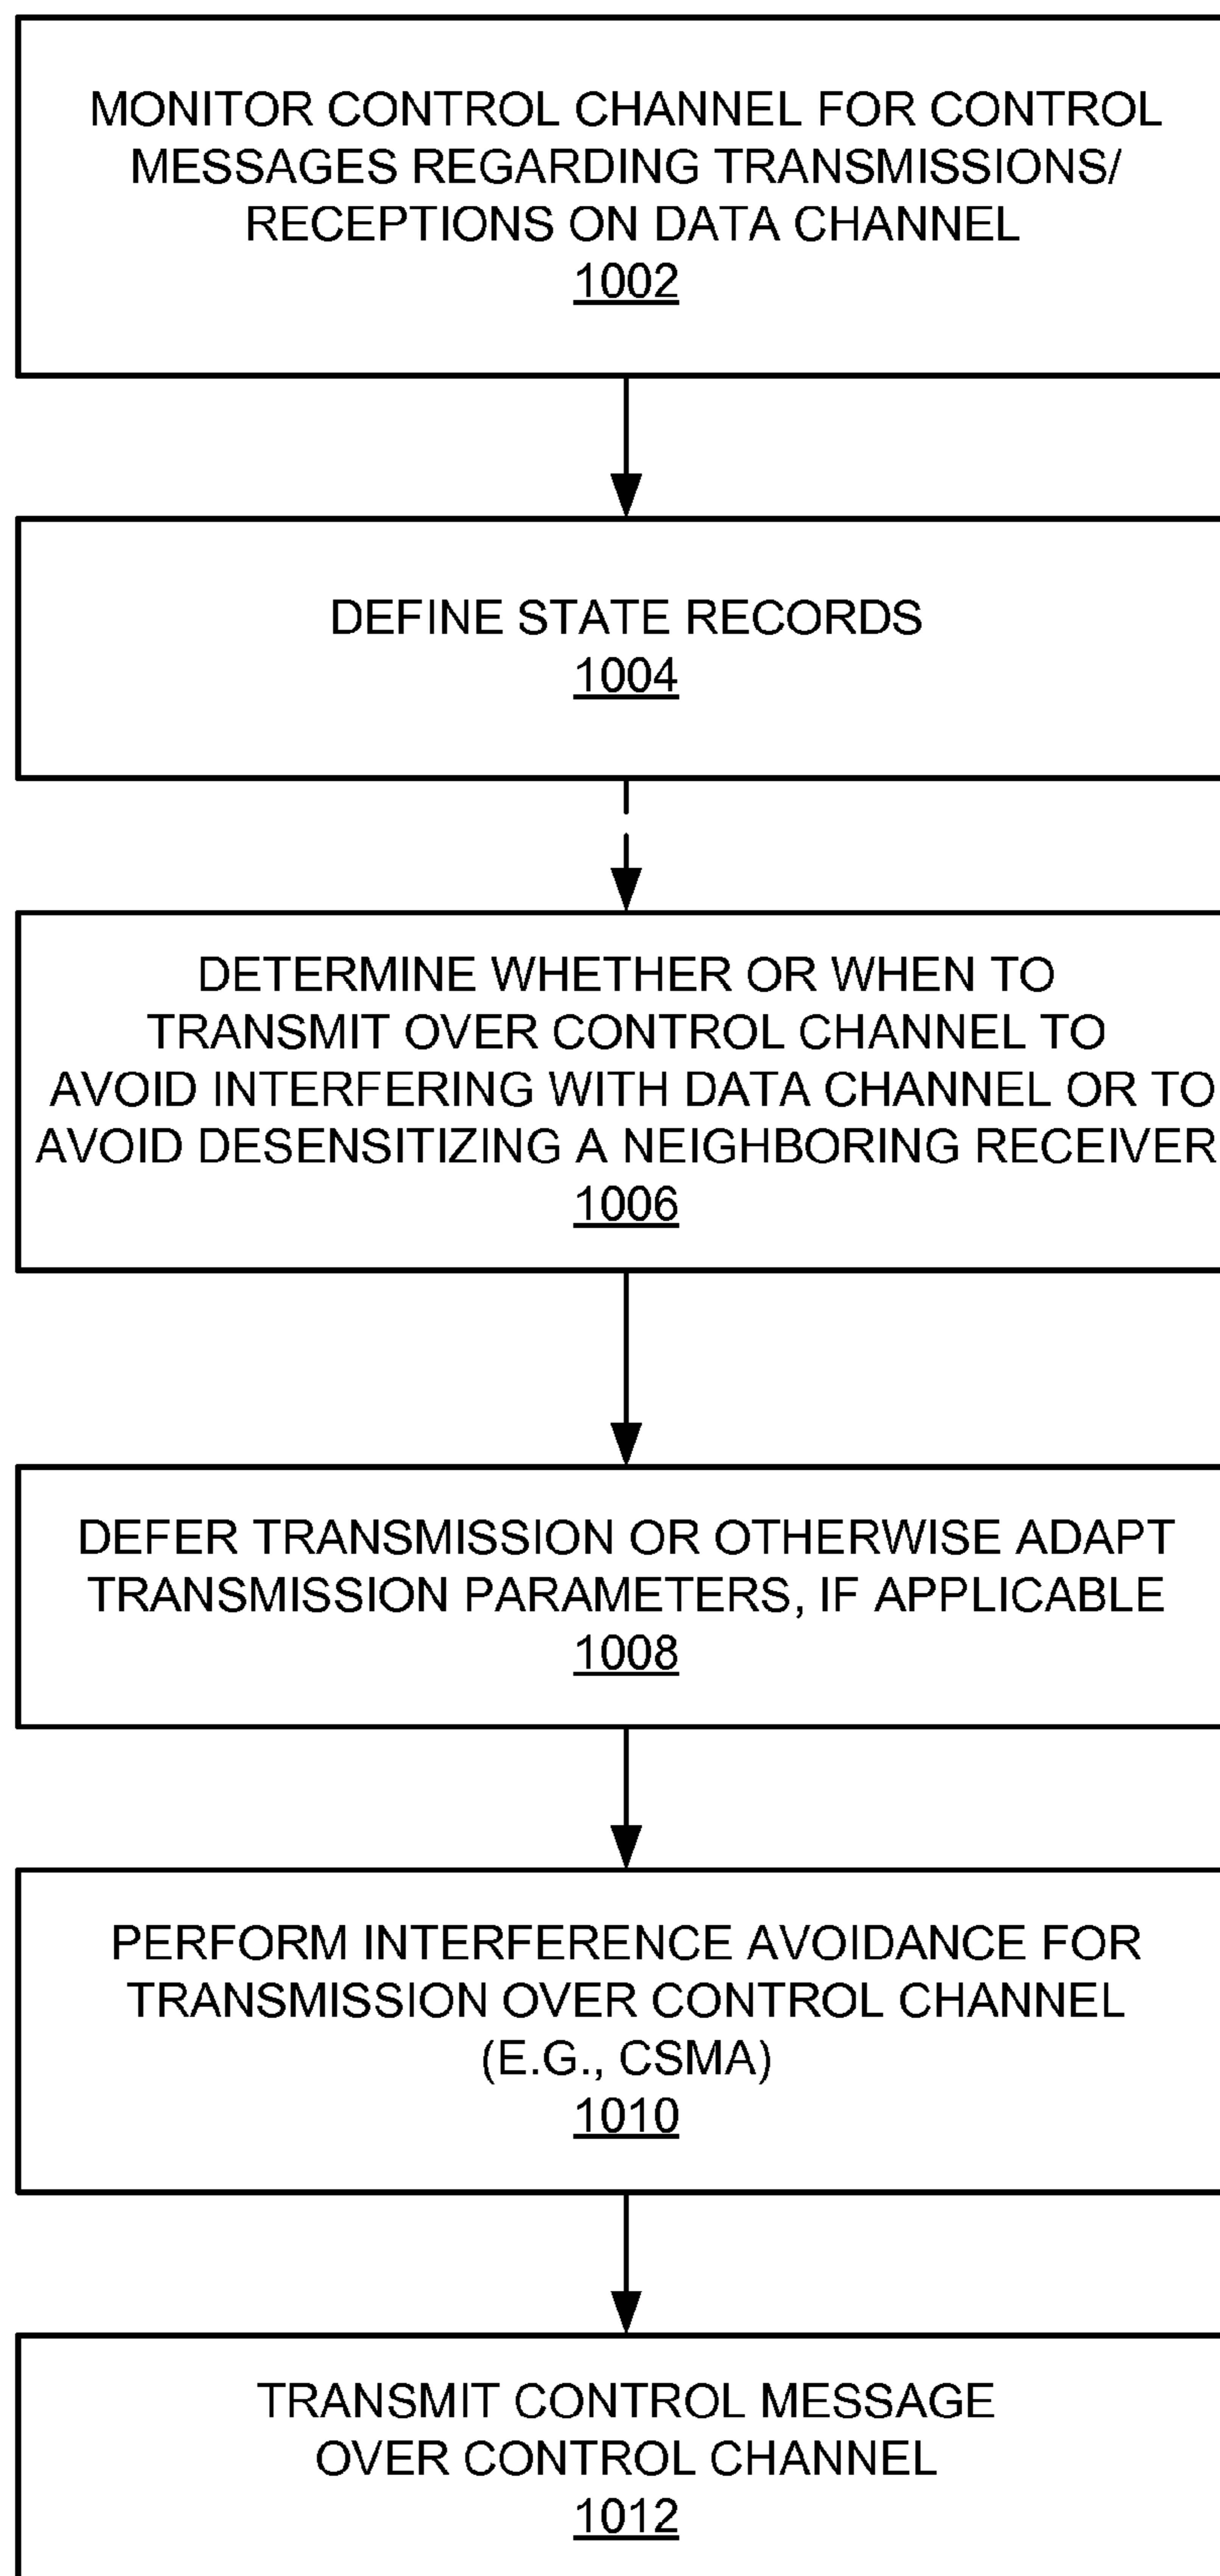 MONITOR CONTROL CHANNEL FOR CONTROL
MESSAGES REGARDING TRANSMISSIONS/
RECEPTIONS ON DATA CHANNEL
1002
DEFINE STATE RECORDS
1004
DETERMINE WHETHER OR WHEN TO
TRANSMIT OVER CONTROL CHANNEL TO
AVOID INTERFERING WITH DATA CHANNEL OR TO
AVOID DESENSITIZING A NEIGHBORING RECEIVER
1006
DEFER TRANSMISSION OR OTHERWISE ADAPT
TRANSMISSION PARAMETERS, IF APPLICABLE
1008
PERFORM INTERFERENCE AVOIDANCE FOR
TRANSMISSION OVER CONTROL CHANNEL
(E.G., CSMA)
1010
TRANSMIT CONTROL MESSAGE
OVER CONTROL CHANNEL
1012